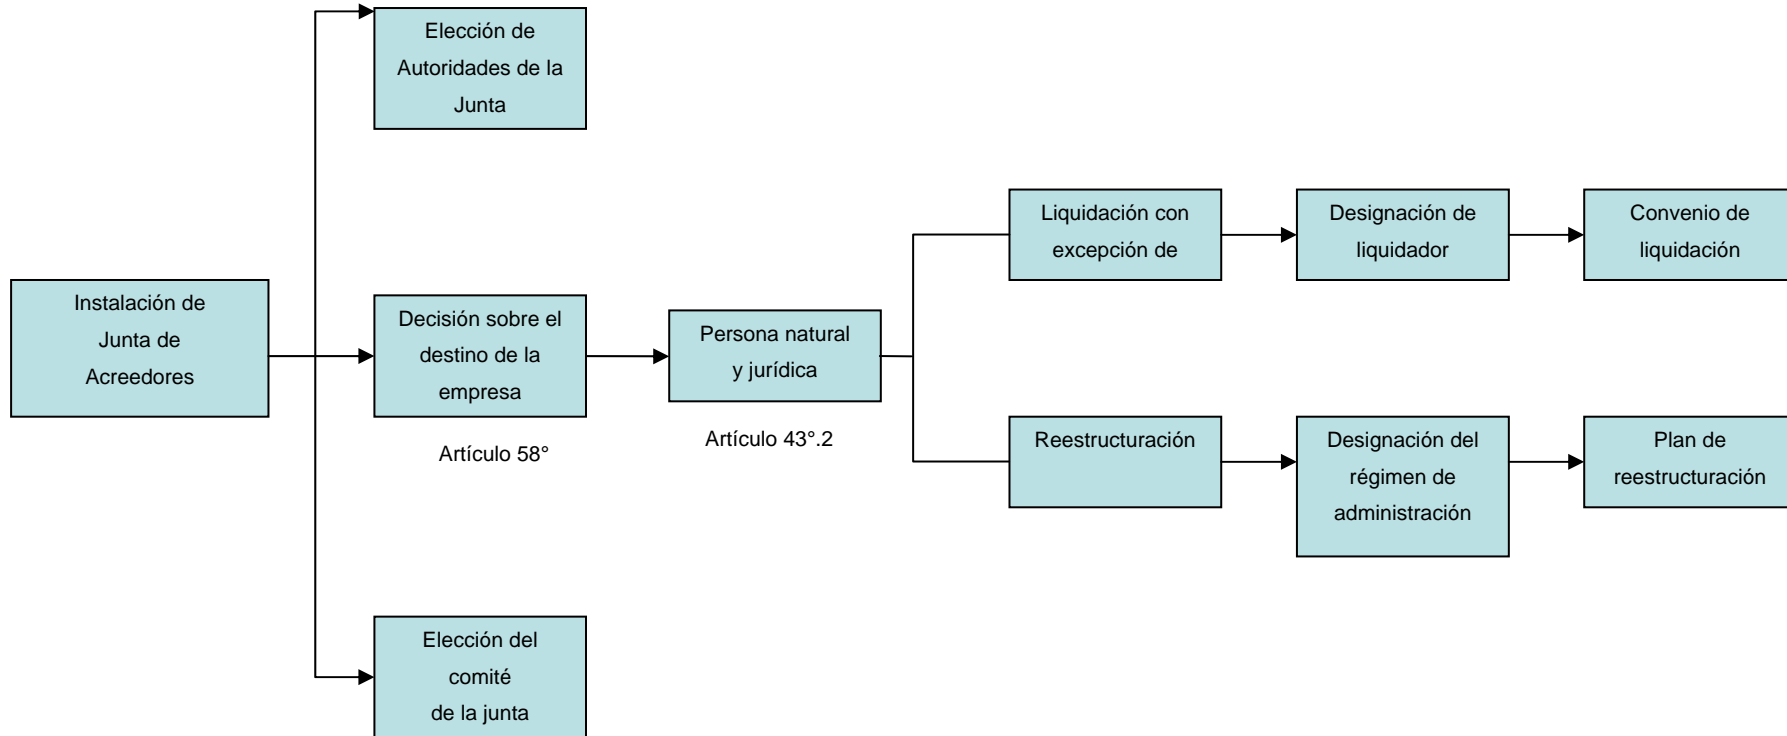 Elección de
Autoridades de la
Junta
Instalación de
Junta de
Acreedores
Decisión sobre el
destino de la
empresa
Artículo 58°
Persona natural
y jurídica
Artículo 43°.2
Liquidación con
excepción de
Designación de
liquidador
Convenio de
liquidación
Reestructuración
Designación del
régimen de
administración
Plan de
reestructuración
Elección del
comité
de la junta